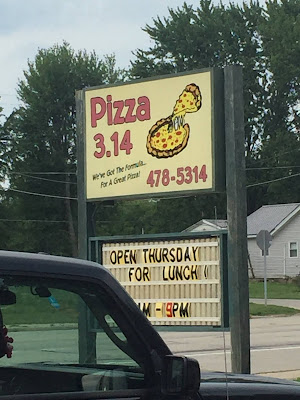 Pizza
3.14
We've Got The Formula...
For A Great Pizza!
478-5314
OPEN THURSDAY
FOR LUNCH
AM-9PM